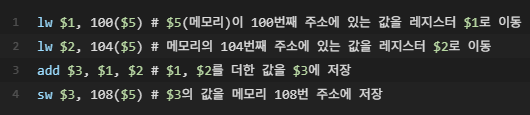 1 lw $1, 100($5) # $5(메모리)이 100번째 주소에 있는 값을 레지스터 $1로 이동
2 lw $2, 104($5) # 메모리의 104번째 주소에 있는 값을 레지스터 $2로 이동
3 add $3, $1, $2 # $1, $2를 더한 값을 $3에 저장
4 sw $3, 108($5) # $3의 값을 메모리 108번 주소에 저장